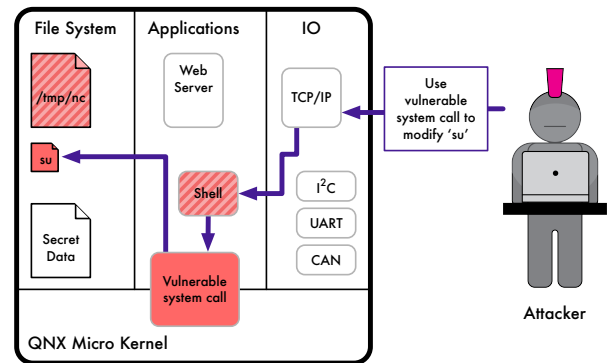 File System
Applications
IO
/tmp/nc
Web
Server
TCP/IP
Use
vulnerable
system call to
modify ‘su’
su
Shell
I²C
UART
CAN
Secret
Data
Vulnerable
system call
QNX Micro Kernel
Attacker